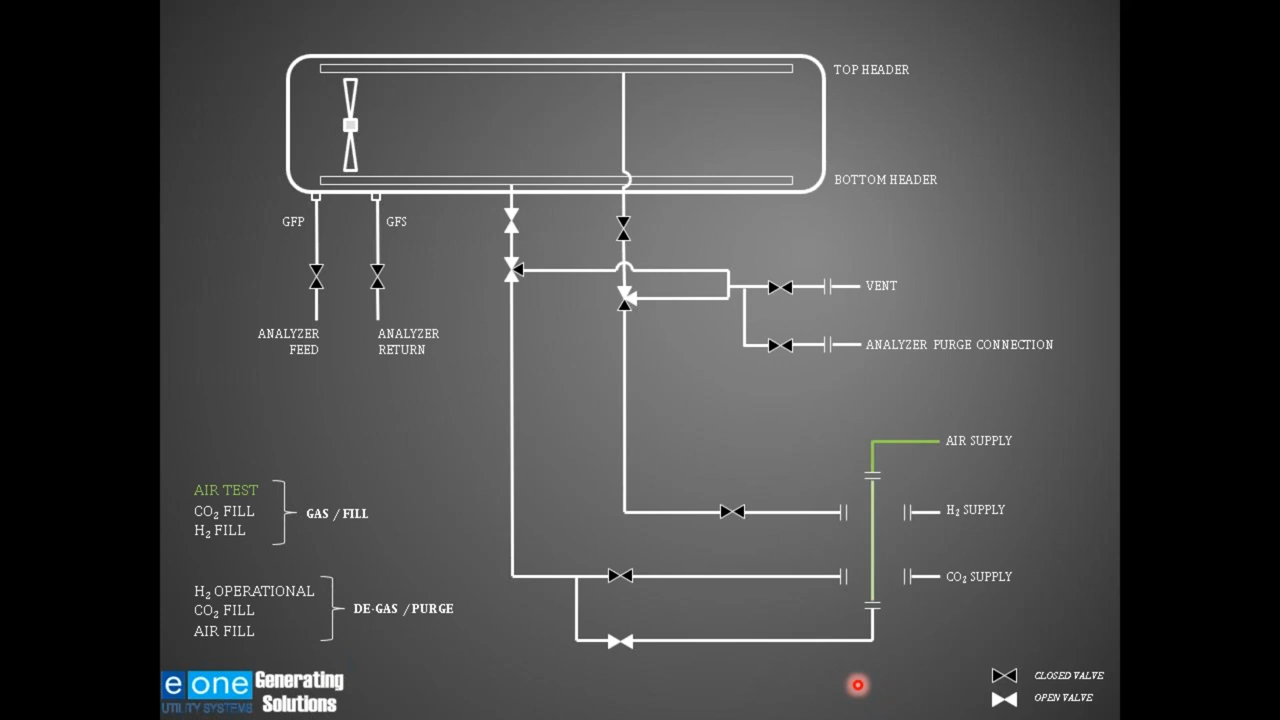 TOP HEADER
BOTTOM HEADER
GFP
GFS
VENT
ANALYZER
FEED
ANALYZER
RETURN
ANALYZER PURGE CONNECTION
AIR SUPPLY
H₂ SUPPLY
CO₂ SUPPLY
AIR TEST
CO₂ FILL
H₂ FILL
GAS / FILL
H₂ OPERATIONAL
CO₂ FILL
AIR FILL
DE-GAS / PURGE
e one
UTILITY SYSTEMS
Generating
Solutions
CLOSED VALVE
OPEN VALVE